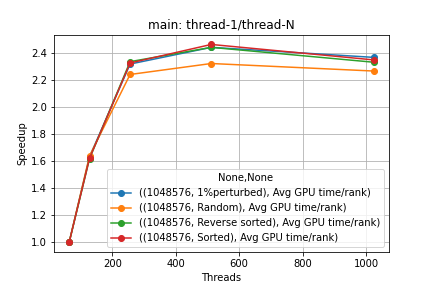 main: thread-1/thread-N
2.4
2.2
2.0
1.8
1.6
1.4
1.2
1.0
Speedup
None,None
((1048576, 1%perturbed), Avg GPU time/rank)
((1048576, Random), Avg GPU time/rank)
((1048576, Reverse sorted), Avg GPU time/rank)
((1048576, Sorted), Avg GPU time/rank)
200 400 600 800 1000
Threads